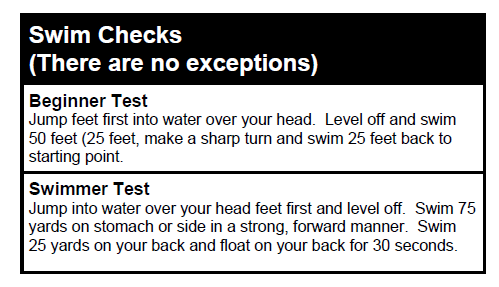 Swim Checks
(There are no exceptions)
Beginner Test
Jump feet first into water over your head.  Level off and swim
50 feet (25 feet, make a sharp turn and swim 25 feet back to
starting point.
Swimmer Test
Jump into water over your head feet first and level off.  Swim 75
yards on stomach or side in a strong, forward manner.  Swim
25 yards on your back and float on your back for 30 seconds.